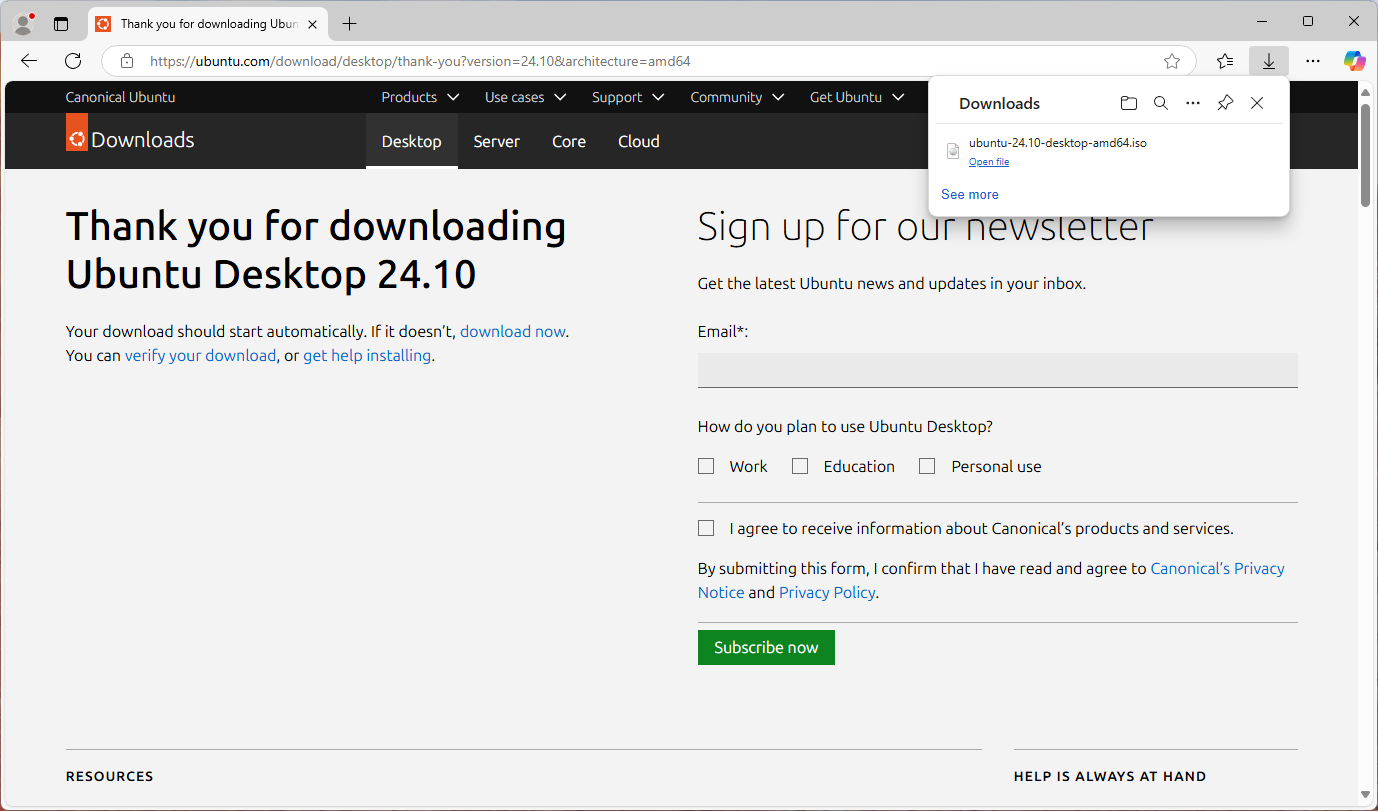 Thank you for downloading Ubun
https://ubuntu.com/download/desktop/thank-you?version=24.10&architecture=amd64
Canonical Ubuntu
Products
Use cases
Support
Community
Get Ubuntu
Downloads
Desktop
Server
Core
Cloud
Downloads
ubuntu-24.10-desktop-amd64.iso
Open file
See more
Thank you for downloading
Ubuntu Desktop 24.10
Your download should start automatically. If it doesn’t, download now.
You can verify your download, or get help installing.
Sign up for our newsletter
Get the latest Ubuntu news and updates in your inbox.
Email*:
How do you plan to use Ubuntu Desktop?
Work
Education
Personal use
I agree to receive information about Canonical’s products and services.
By submitting this form, I confirm that I have read and agree to Canonical’s Privacy
Notice and Privacy Policy.
Subscribe now
RESOURCES
HELP IS ALWAYS AT HAND